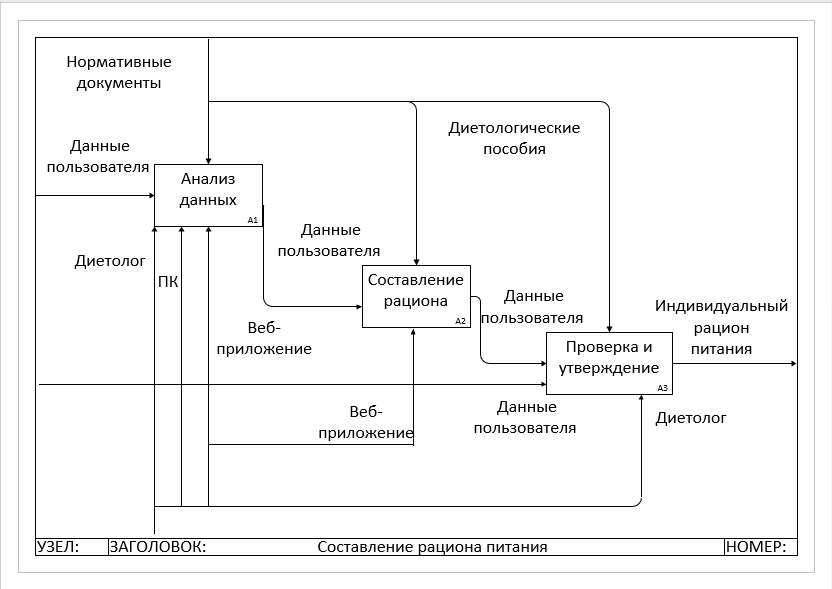 Нормативные
документы
Данные
пользователя
Анализ
данных
A1
Диетологические
пособия
Диетолог
ПК
Данные
пользователя
Составление
рациона
A2
Веб-
приложение
Данные
пользователя
Индивидуальный
рацион
питания
Проверка и
утверждение
A3
Веб-
приложение
Данные
пользователя
Диетолог
УЗЕЛ:
ЗАГОЛОВОК:
Составление рациона питания
НОМЕР: